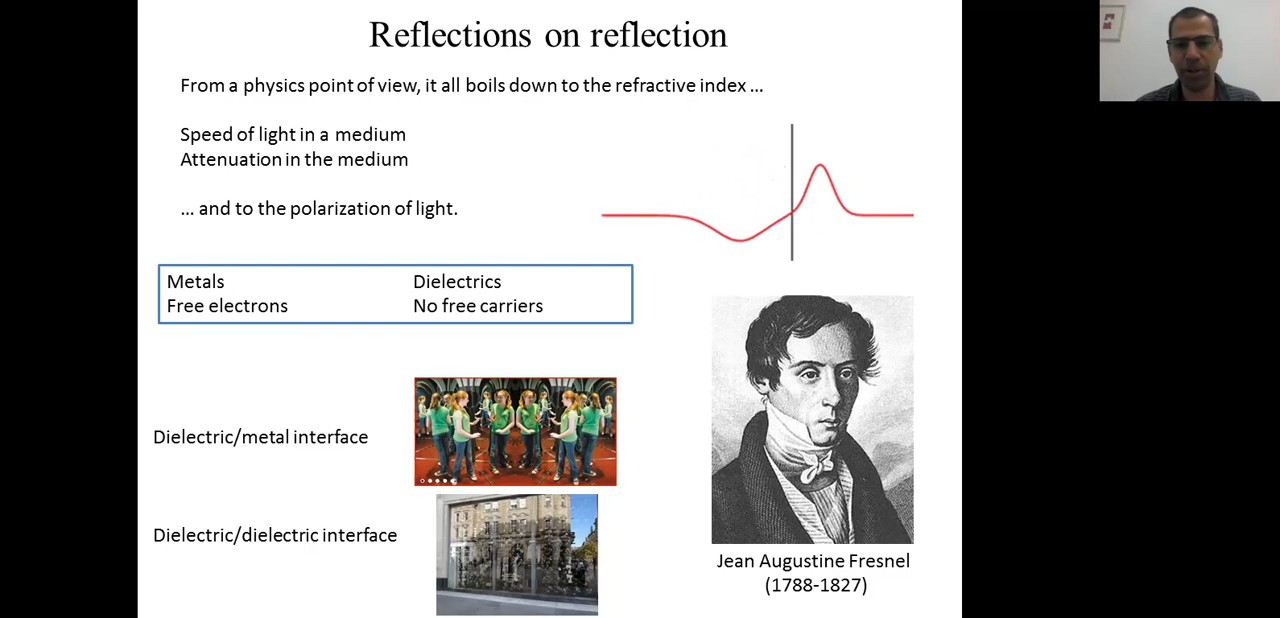 Reflections on reflection
From a physics point of view, it all boils down to the refractive index ...
Speed of light in a medium
Attenuation in the medium
... and to the polarization of light.
Metals Dielectrics
Free electrons No free carriers
Dielectric/metal interface
Dielectric/dielectric interface
Jean Augustine Fresnel
(1788-1827)